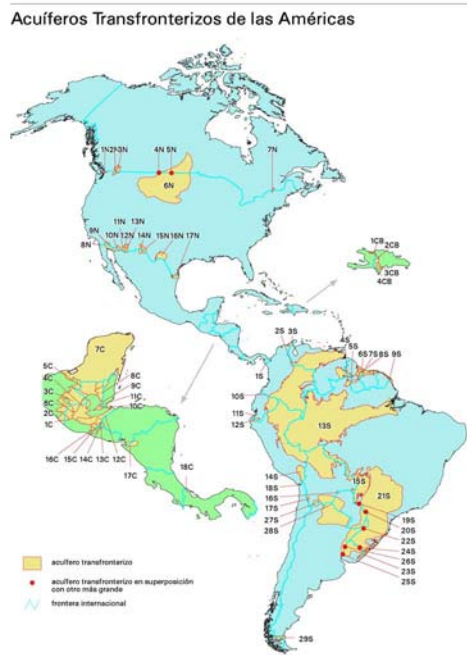 Acuíferos Transfronterizos de las Américas
1N 2N 3N 4N 5N 7N
6N
11N 13N
9N 10N 12N 14N 15N 16N 17N
8N
1CB 2CB
3CB
4CB
7C
5C
4C
3C
2C
1C
8C
9C
11C
10C
16C 15C 14C 13C 12C
17C
18C
2S 3S
4S
5S
6S 7S 8S 9S
1S
10S
11S
12S
13S
14S
18S
16S
17S
27S
28S
15S
21S
19S
20S
22S
24S
26S
23S
25S
29S
acuífero transfronterizo
acuífero transfronterizo en superposición
con otro más grande
frontera internacional